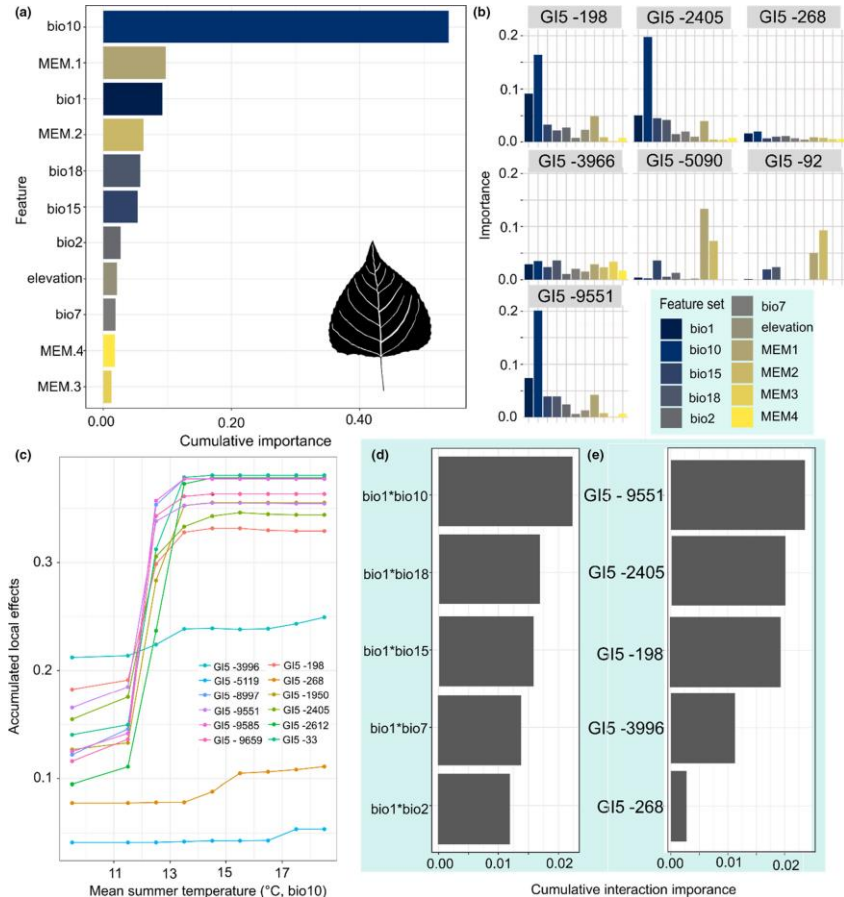 (a)
bio10
MEM.1
bio1
MEM.2
bio18
bio15
bio2
elevation
bio7
MEM.4
MEM.3
Feature
0.00 0.20 0.40
Cumulative importance
(b)
GI5 -198 GI5 -2405 GI5 -268
0.2
0.1
0.0
GI5 -3966 GI5 -5090 GI5 -92
0.2
0.1
0.0
GI5 -9551
0.2
0.1
0.0
Importance
Feature set
bio1
bio10
bio15
bio18
bio2
bio7
elevation
MEM1
MEM2
MEM3
MEM4
(c)
0.3
0.2
0.1
Accumulated local effects
GI5 -3996 GI5 -198
GI5 -5119 GI5 -268
GI5 -8997 GI5 -1950
GI5 -9551 GI5 -2405
GI5 -9585 GI5 -2612
GI5 - 9659 GI5 -33
11 13 15 17
Mean summer temperature (°C, bio10)
(d)
bio1*bio10
bio1*bio18
bio1*bio15
bio1*bio7
bio1*bio2
0.00 0.01 0.02
(e)
GI5 - 9551
GI5 -2405
GI5 -198
GI5 -3996
GI5 -268
0.00 0.01 0.02
Cumulative interaction imporance